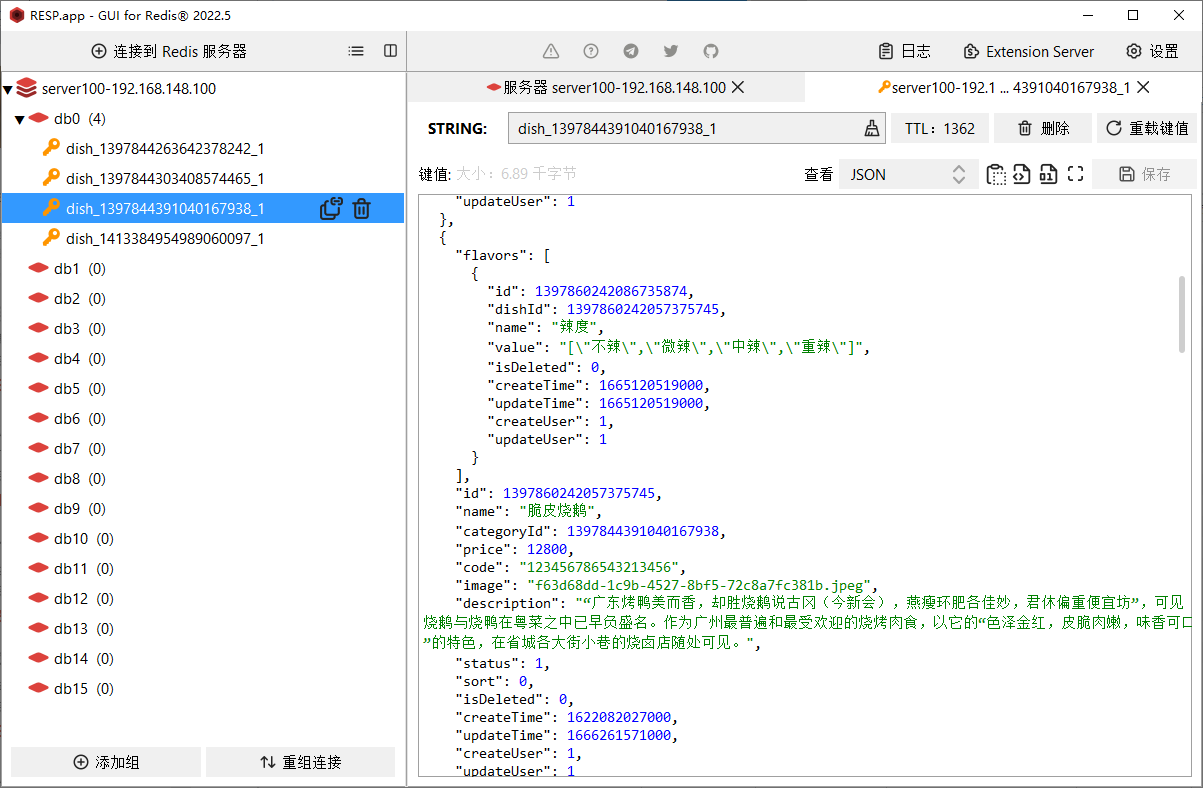 RESP.app - GUI for Redis® 2022.5
连接到 Redis 服务器
日志
Extension Server
设置
server100-192.168.148.100
db0 (4)
dish_1397844263642378242_1
dish_1397844303408574465_1
dish_1397844391040167938_1
dish_1413384954989060097_1
db1 (0)
db2 (0)
db3 (0)
db4 (0)
db5 (0)
db6 (0)
db7 (0)
db8 (0)
db9 (0)
db10 (0)
db11 (0)
db12 (0)
db13 (0)
db14 (0)
db15 (0)
添加组
重组连接
服务器 server100-192.168.148.100
server100-192.1 ... 4391040167938_1
STRING:
dish_1397844391040167938_1
TTL: 1362
删除
重载键值
键值: 大小: 6.89 千字节
查看
JSON
保存
"updateUser": 1
},
{
"flavors": [
{
"id": 1397860242086735874,
"dishId": 1397860242057375745,
"name": "辣度",
"value": "[\"不辣\",\"微辣\",\"中辣\",\"重辣\"]",
"isDeleted": 0,
"createTime": 1665120519000,
"updateTime": 1665120519000,
"createUser": 1,
"updateUser": 1
}
],
"id": 1397860242057375745,
"name": "脆皮烧鹅",
"categoryId": 1397844391040167938,
"price": 12800,
"code": "123456786543213456",
"image": "f63d68dd-1c9b-4527-8bf5-72c8a7fc381b.jpeg",
"description": "“广东烤鸭美而香，却胜烧鹅说古冈（今新会），燕瘦环肥各佳妙，君休偏重便宜坊”，可见
烧鹅与烧鸭在粤菜之中已早负盛名。作为广州最普遍和最受欢迎的烧烤肉食，以它的“色泽金红，皮脆肉嫩，味香可口
”的特色，在省城各大街小巷的烧卤店随处可见。",
"status": 1,
"sort": 0,
"isDeleted": 0,
"createTime": 1622082027000,
"updateTime": 1666261571000,
"createUser": 1,
"updateUser": 1